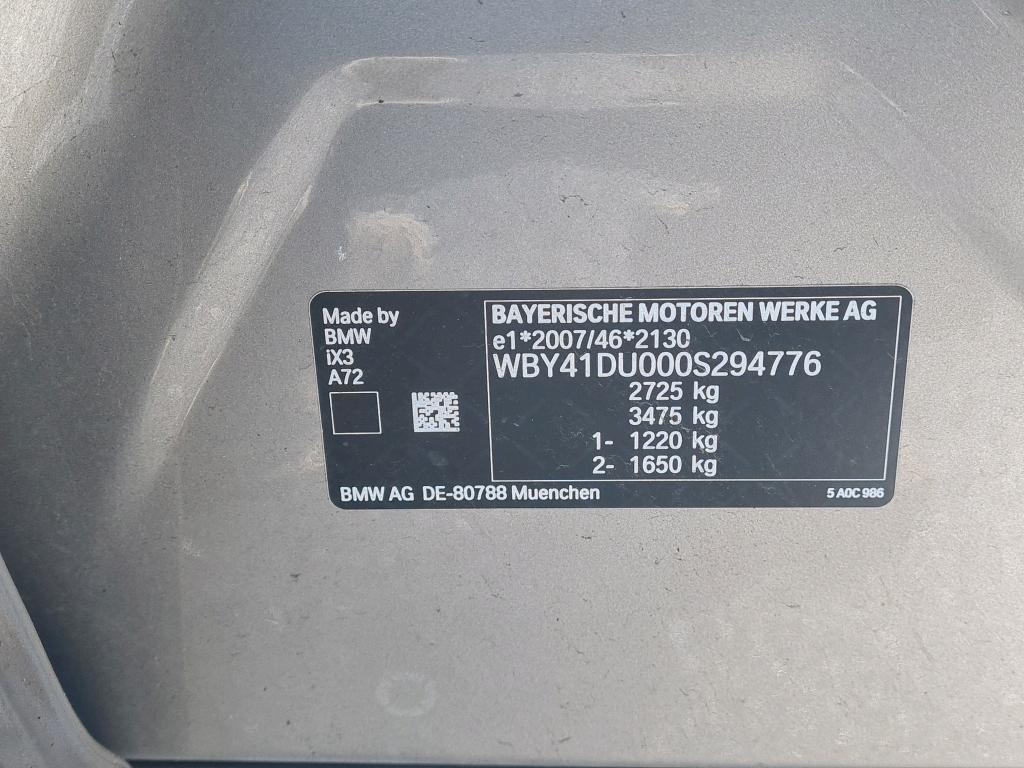 Made by
BMW
iX3
A72
BAYERISCHE MOTOREN WERKE AG
e1*2007/46*2130
WBY41DU000S294776
2725 kg
3475 kg
1- 1220 kg
2- 1650 kg
BMW AG DE-80788 Muenchen
5 A0C 986